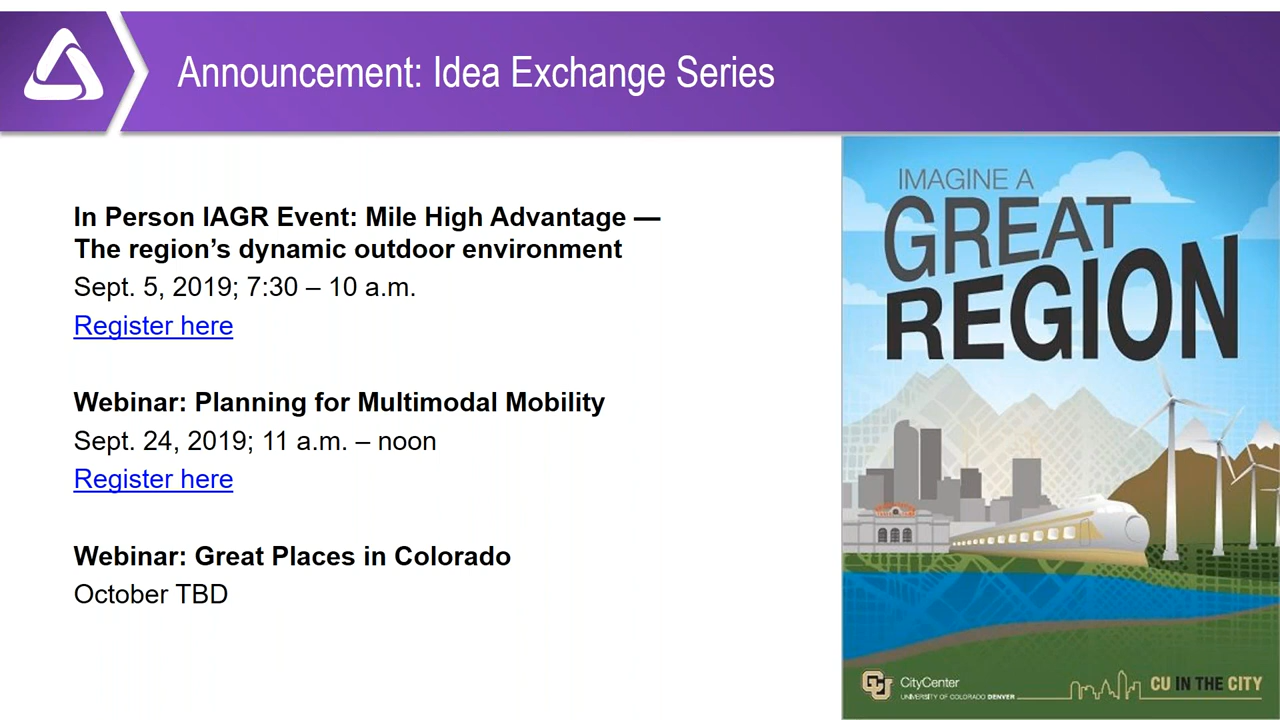 Announcement: Idea Exchange Series
In Person IAGR Event: Mile High Advantage —
The region’s dynamic outdoor environment
Sept. 5, 2019; 7:30 – 10 a.m.
Register here
Webinar: Planning for Multimodal Mobility
Sept. 24, 2019; 11 a.m. – noon
Register here
Webinar: Great Places in Colorado
October TBD
IMAGINE A
GREAT
REGION
CU
CityCenter
UNIVERSITY OF COLORADO DENVER
CU IN THE CITY